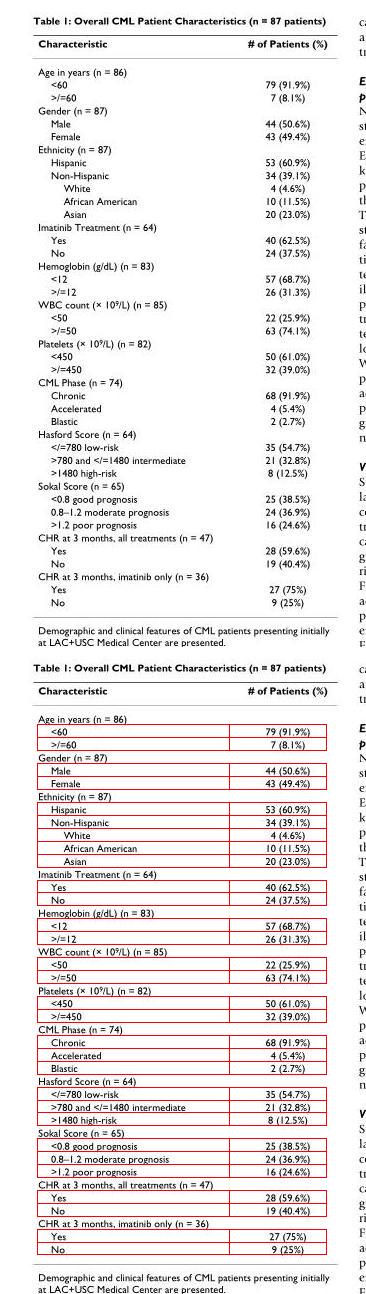 Table 1: Overall CML Patient Characteristics (n = 87 patients)
Characteristic # of Patients (%)
Age in years (n = 86)
<60 79 (91.9%)
>/=60 7 (8.1%)
Gender (n = 87)
Male 44 (50.6%)
Female 43 (49.4%)
Ethnicity (n = 87)
Hispanic 53 (60.9%)
Non-Hispanic 34 (39.1%)
White 4 (4.6%)
African American 10 (11.5%)
Asian 20 (23.0%)
Imatinib Treatment (n = 64)
Yes 40 (62.5%)
No 24 (37.5%)
Hemoglobin (g/dL) (n = 83)
<12 57 (68.7%)
>/=12 26 (31.3%)
WBC count (× 10⁹/L) (n = 85)
<50 22 (25.9%)
>/=50 63 (74.1%)
Platelets (× 10⁹/L) (n = 82)
<450 50 (61.0%)
>/=450 32 (39.0%)
CML Phase (n = 74)
Chronic 68 (91.9%)
Accelerated 4 (5.4%)
Blastic 2 (2.7%)
Hasford Score (n = 64)
</=780 low-risk 35 (54.7%)
>780 and </=1480 intermediate 21 (32.8%)
>1480 high-risk 8 (12.5%)
Sokal Score (n = 65)
<0.8 good prognosis 25 (38.5%)
0.8–1.2 moderate prognosis 24 (36.9%)
>1.2 poor prognosis 16 (24.6%)
CHR at 3 months, all treatments (n = 47)
Yes 28 (59.6%)
No 19 (40.4%)
CHR at 3 months, imatinib only (n = 36)
Yes 27 (75%)
No 9 (25%)
Demographic and clinical features of CML patients presenting initially
at LAC+USC Medical Center are presented.
Table 1: Overall CML Patient Characteristics (n = 87 patients)
Characteristic # of Patients (%)
Age in years (n = 86)
<60 79 (91.9%)
>/=60 7 (8.1%)
Gender (n = 87)
Male 44 (50.6%)
Female 43 (49.4%)
Ethnicity (n = 87)
Hispanic 53 (60.9%)
Non-Hispanic 34 (39.1%)
White 4 (4.6%)
African American 10 (11.5%)
Asian 20 (23.0%)
Imatinib Treatment (n = 64)
Yes 40 (62.5%)
No 24 (37.5%)
Hemoglobin (g/dL) (n = 83)
<12 57 (68.7%)
>/=12 26 (31.3%)
WBC count (× 10⁹/L) (n = 85)
<50 22 (25.9%)
>/=50 63 (74.1%)
Platelets (× 10⁹/L) (n = 82)
<450 50 (61.0%)
>/=450 32 (39.0%)
CML Phase (n = 74)
Chronic 68 (91.9%)
Accelerated 4 (5.4%)
Blastic 2 (2.7%)
Hasford Score (n = 64)
</=780 low-risk 35 (54.7%)
>780 and </=1480 intermediate 21 (32.8%)
>1480 high-risk 8 (12.5%)
Sokal Score (n = 65)
<0.8 good prognosis 25 (38.5%)
0.8–1.2 moderate prognosis 24 (36.9%)
>1.2 poor prognosis 16 (24.6%)
CHR at 3 months, all treatments (n = 47)
Yes 28 (59.6%)
No 19 (40.4%)
CHR at 3 months, imatinib only (n = 36)
Yes 27 (75%)
No 9 (25%)
Demographic and clinical features of CML patients presenting initially
at LAC+USC Medical Center are presented.